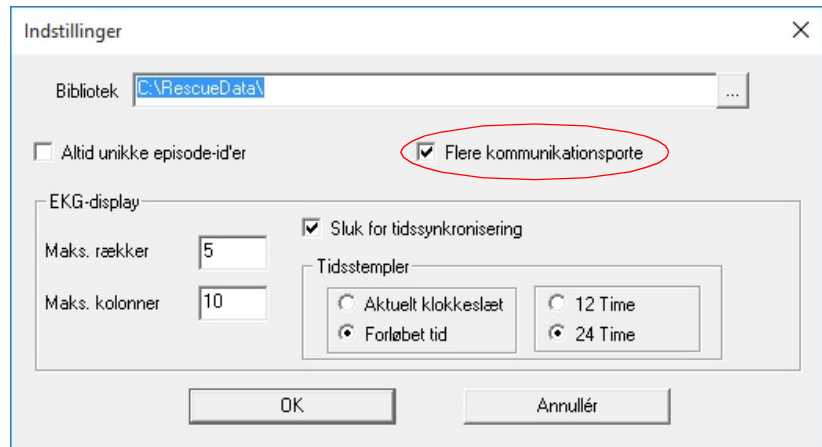 Indstillinger
Bibliotek C:\RescueData\ ...
Altid unikke episode-id'er Flere kommunikationsporte
EKG-display
Sluk for tidssynkronisering
Maks. rækker 5
Tidsstempler
Maks. kolonner 10
Aktuelt klokkeslæt 12 Time
Forløbet tid 24 Time
OK Annullér